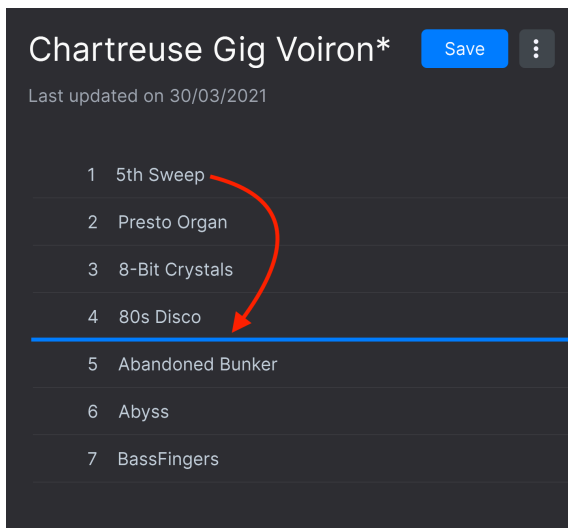 Chartreuse Gig Voiron* Save
Last updated on 30/03/2021
1 5th Sweep
2 Presto Organ
3 8-Bit Crystals
4 80s Disco
5 Abandoned Bunker
6 Abyss
7 BassFingers